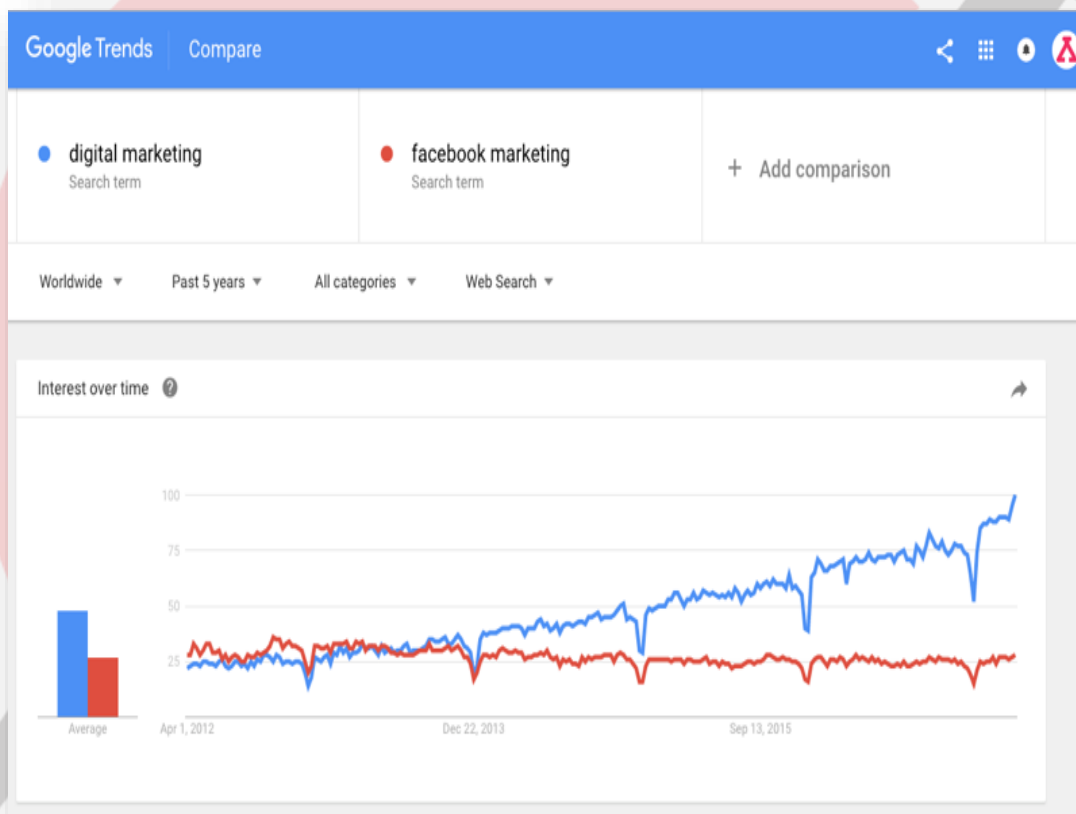 Google Trends Compare
digital marketing
Search term
facebook marketing
Search term
+ Add comparison
Worldwide
Past 5 years
All categories
Web Search
Interest over time ?
100
75
50
25
Average
Apr 1, 2012
Dec 22, 2013
Sep 13, 2015